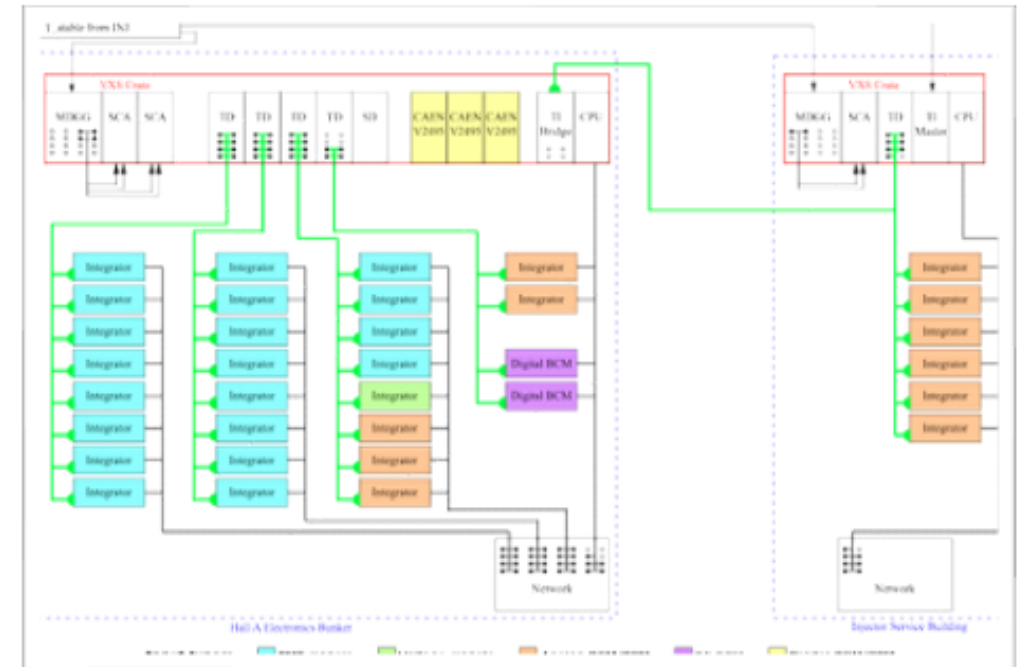 T_stable from INJ
VXS Crate
VXS Crate
SCA SCA TD TD TD TD SD CAEN V2495 CAEN V2495 CAEN V2495 TI Bridge CPU
SCA TD TI Master CPU
Integrator Integrator Integrator Integrator Integrator
Integrator Integrator Integrator Integrator Integrator
Integrator Integrator Integrator Integrator
Integrator Integrator Integrator Digital BCM Integrator
Integrator Integrator Integrator Digital BCM Integrator
Integrator Integrator Integrator Integrator
Integrator Integrator Integrator
Integrator Integrator Integrator
Network Network
Hall A Electronics Bunker Injector Service Building